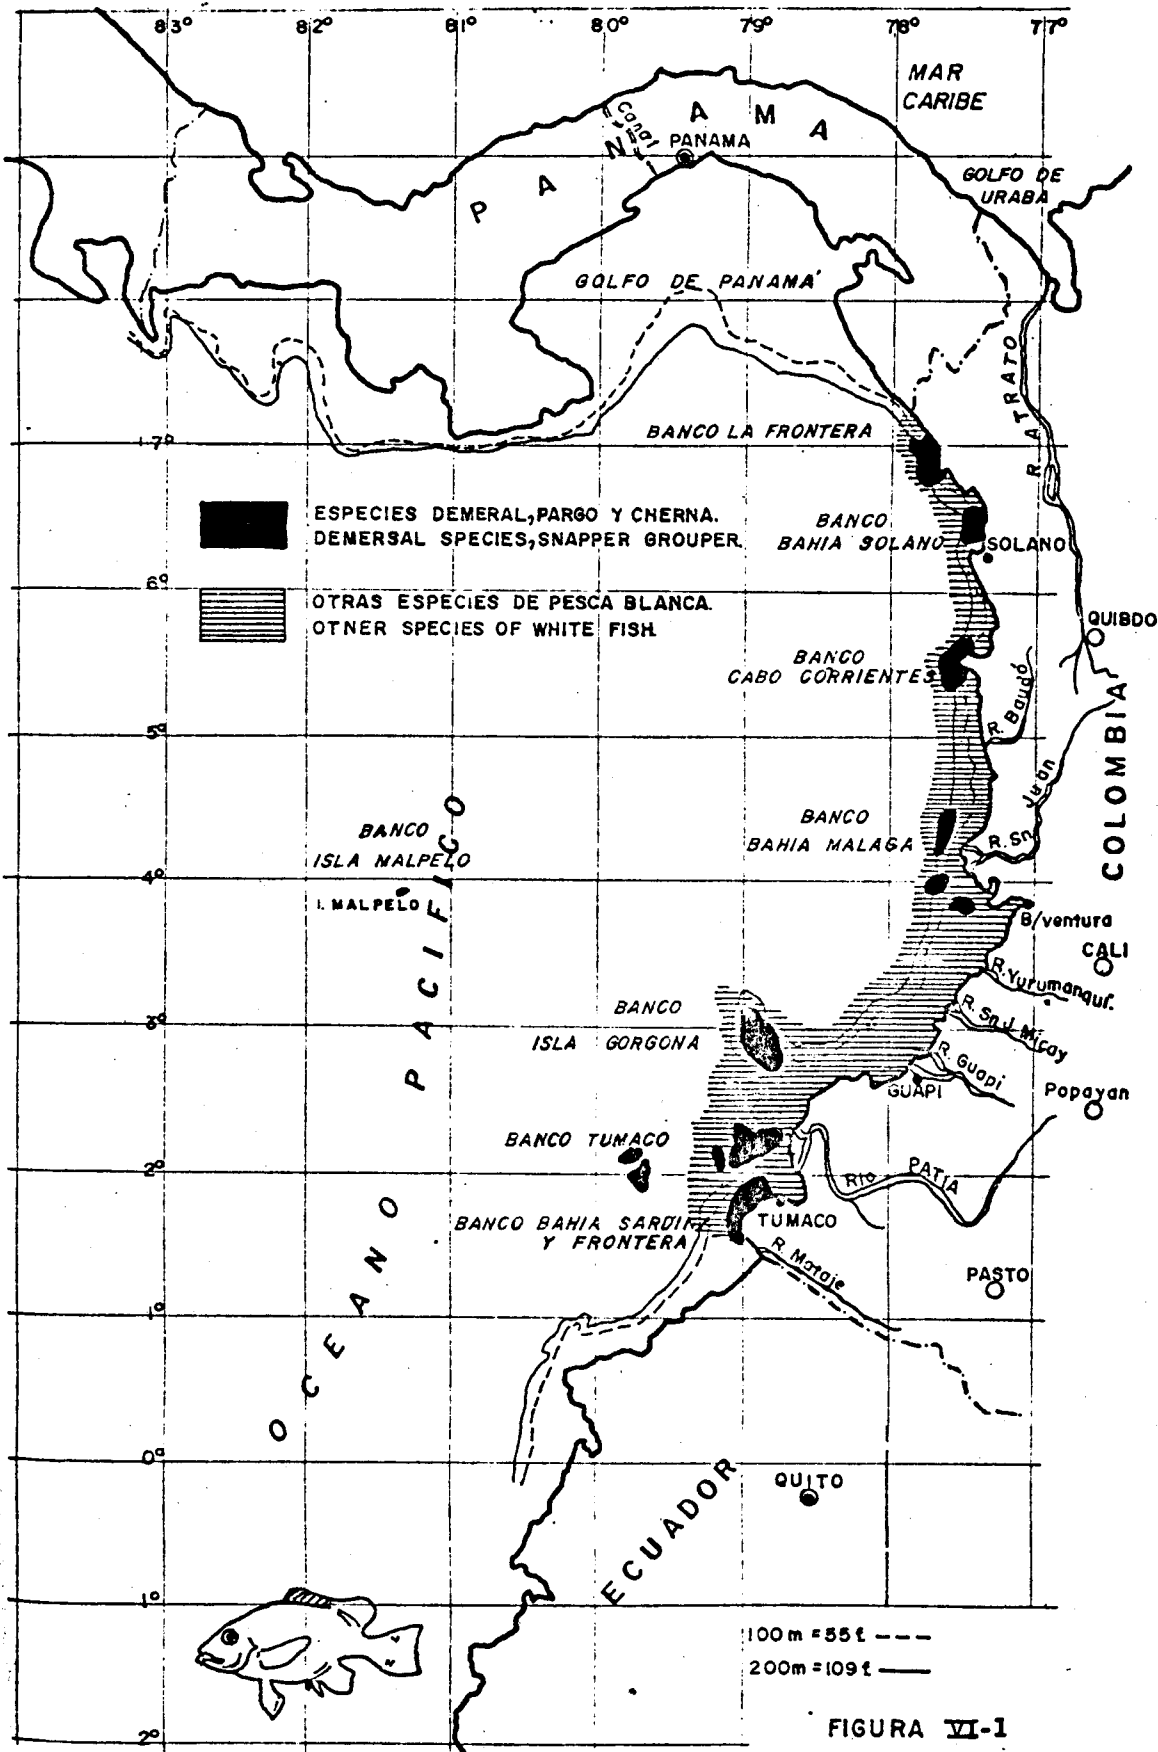 83° 82° 81° 80° 79° 78° 77°
MAR
CARIBE
PANAMA
Canal
PANAMA
GOLFO DE
URABÁ
GOLFO DE PANAMÁ
R. ATRATO
7°
BANCO LA FRONTERA
ESPECIES DEMERAL, PARGO Y CHERNA.
DEMERSAL SPECIES, SNAPPER GROUPER.
BANCO
BAHIA SOLANO
SOLANO
6°
OTRAS ESPECIES DE PESCA BLANCA.
OTNER SPECIES OF WHITE FISH.
QUIBDO
BANCO
CABO CORRIENTES
R. Baudó
COLOMBIA
5°
R. Sn Juan
BANCO
ISLA MALPELO
BANCO
BAHIA MALAGA
4°
I. MALPELO
B/ventura
CALI
R. Yurumanguí.
OCEANO PACIFICO
BANCO
ISLA GORGONA
3°
R. Sn J. Micay
R. Guapi
GUAPI
Popayan
BANCO TUMACO
2°
RIO PATIA
BANCO BAHIA SARDIN
Y FRONTERA
TUMACO
R. Mataje
PASTO
1°
0°
ECUADOR
QUITO
1°
100m = 55f
200m = 109f
2°
FIGURA VI-I